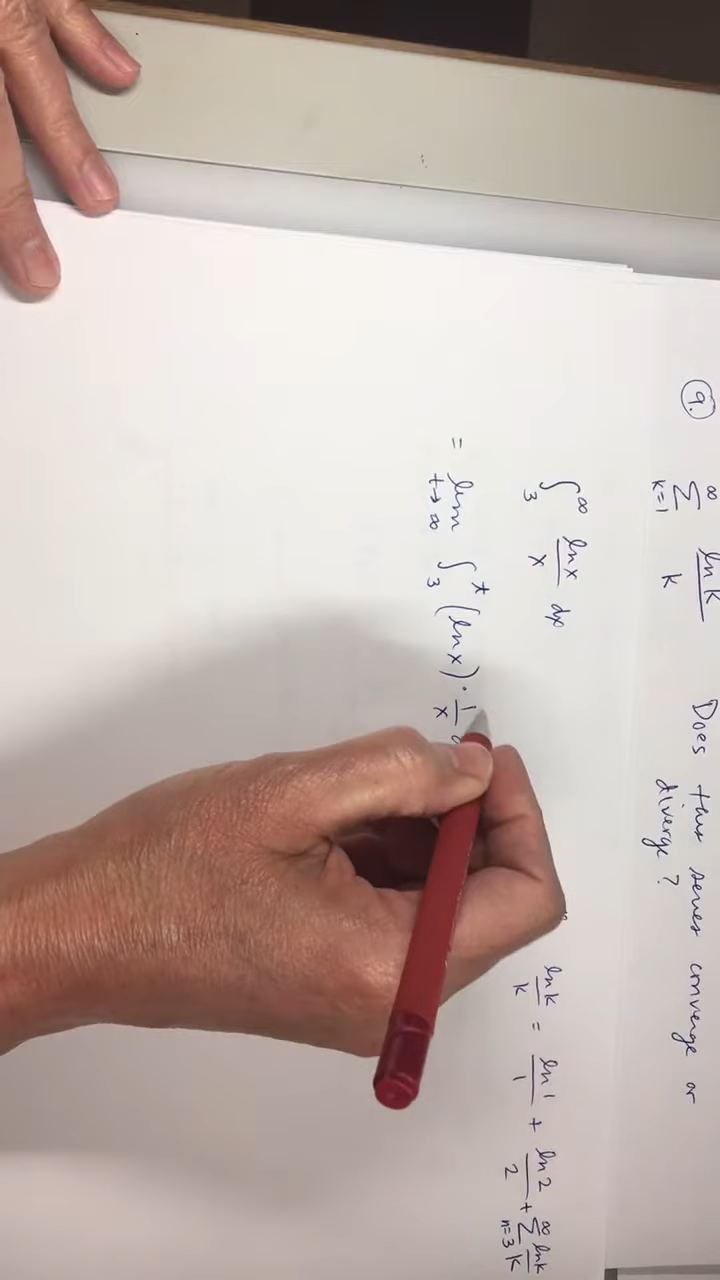 9. ∞ Σ k=1 ln k / k Does this series converge or
diverge ?
∫₃^∞ ln x / x dx
ln k / k = ln 1 / 1 + ln 2 / 2 + ∞ Σ n=3 ln k / k
= lim t→∞ ∫₃^t (ln x) · 1 / x